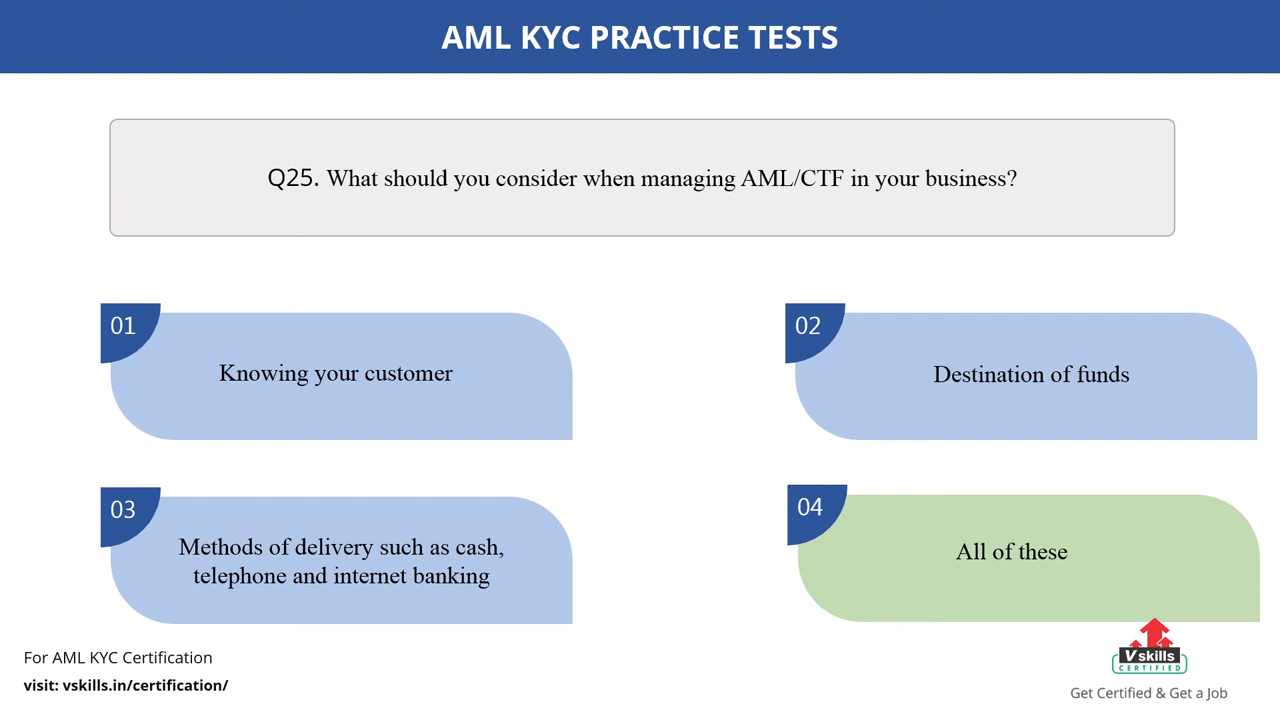 AML KYC PRACTICE TESTS
Q25. What should you consider when managing AML/CTF in your business?
01
Knowing your customer
02
Destination of funds
03
Methods of delivery such as cash,
telephone and internet banking
04
All of these
For AML KYC Certification
visit: vskills.in/certification/
Vskills
CERTIFIED
Get Certified & Get a Job